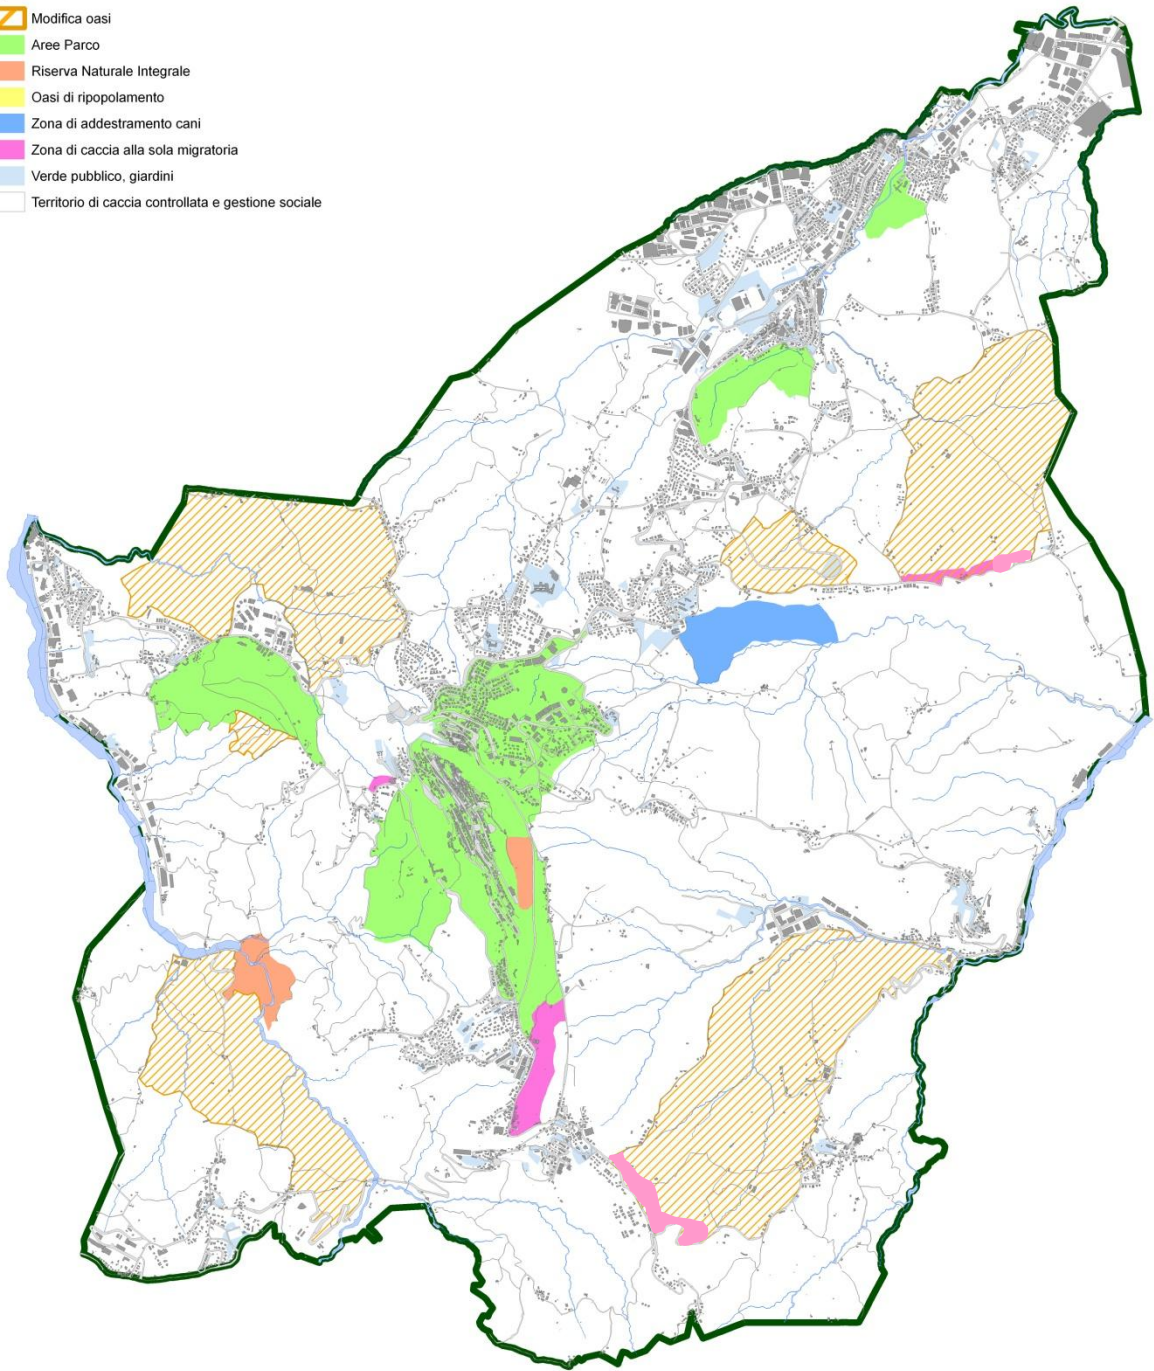 Modifica oasi
Aree Parco
Riserva Naturale Integrale
Oasi di ripopolamento
Zona di addestramento cani
Zona di caccia alla sola migratoria
Verde pubblico, giardini
Territorio di caccia controllata e gestione sociale